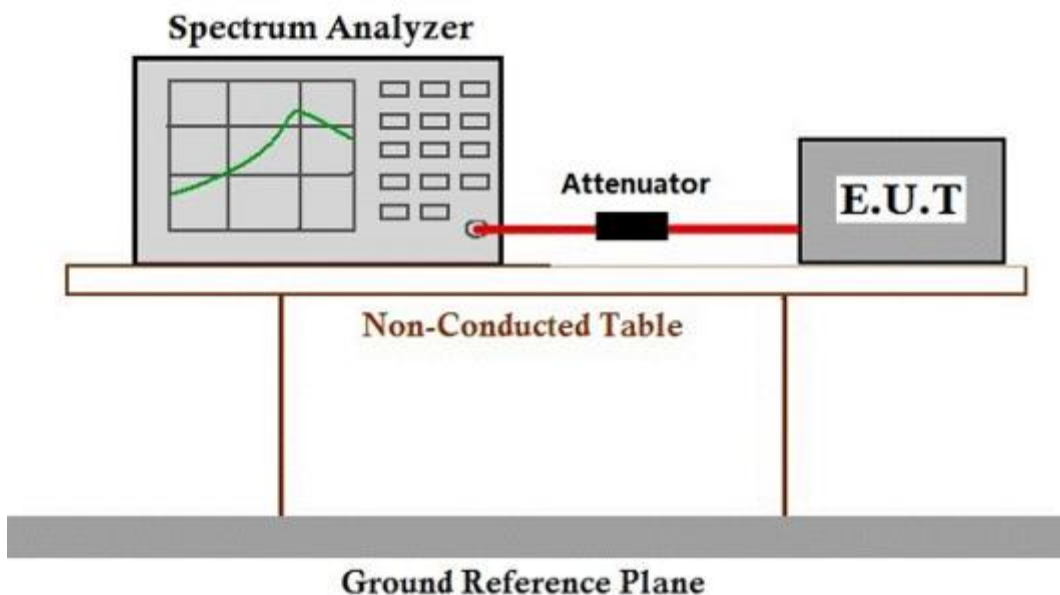 Spectrum Analyzer
Attenuator
E.U.T
Non-Conducted Table
Ground Reference Plane